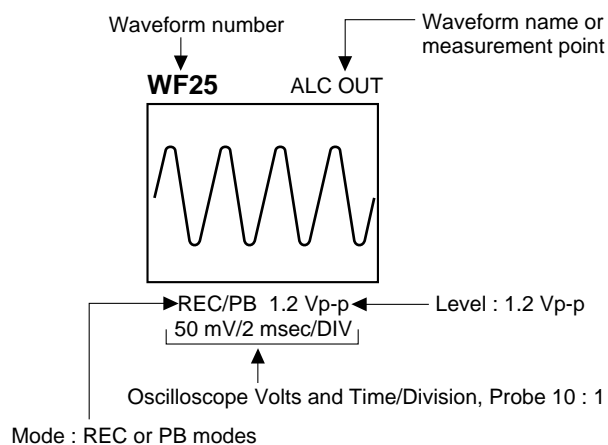 Waveform number
Waveform name or
measurement point
WF25
ALC OUT
REC/PB 1.2 Vp-p
Level : 1.2 Vp-p
50 mV/2 msec/DIV
Oscilloscope Volts and Time/Division, Probe 10 : 1
Mode : REC or PB modes